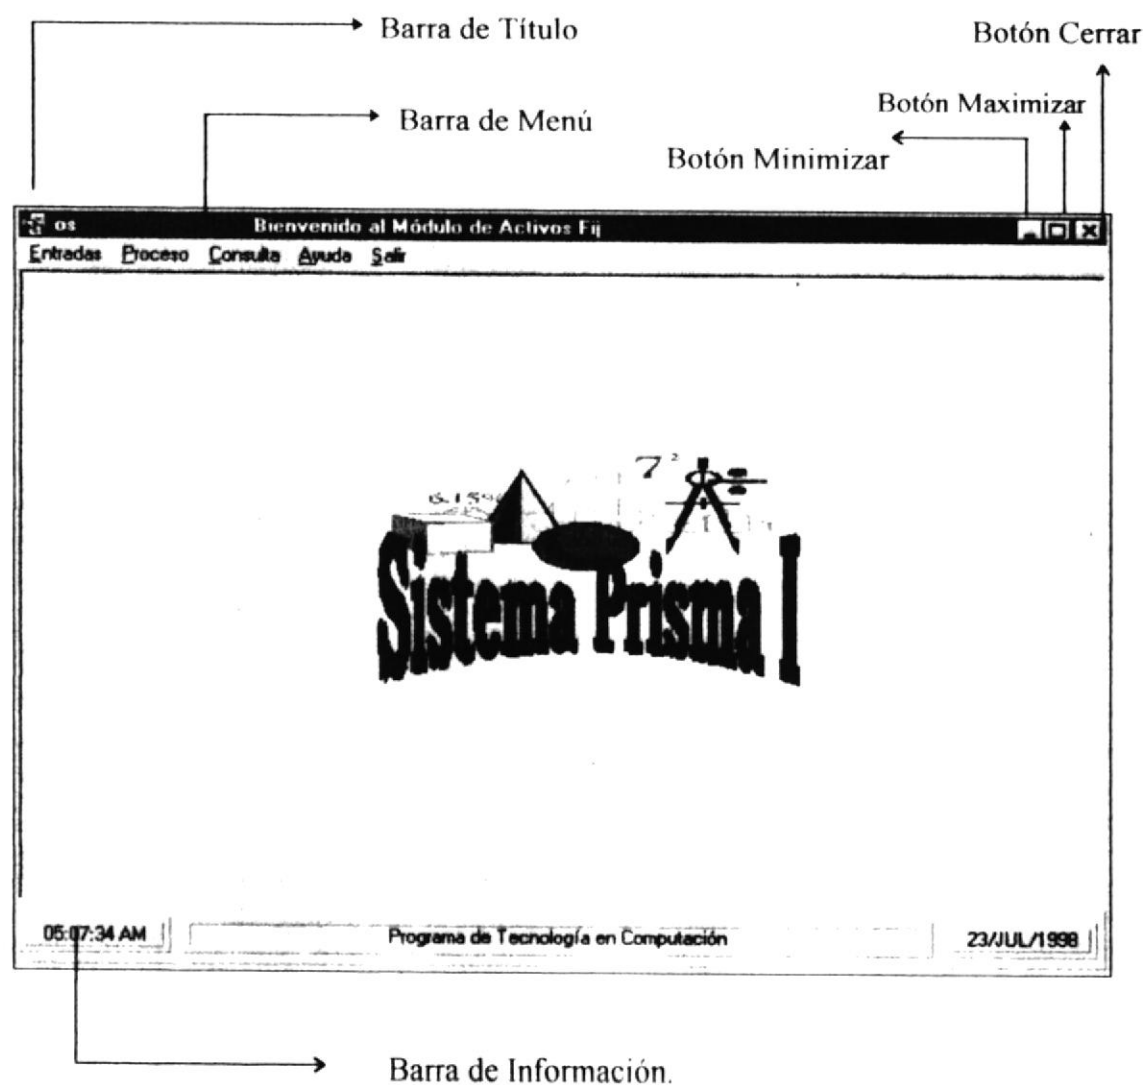 Barra de Título
Botón Cerrar
Botón Maximizar
Barra de Menú
Botón Minimizar
os Bienvenido al Módulo de Activos Fij
Entradas Proceso Consulta Ayuda Salir
7²
Sistema Prisma I
05:07:34 AM Programa de Tecnología en Computación 23/JUL/1998
Barra de Información.